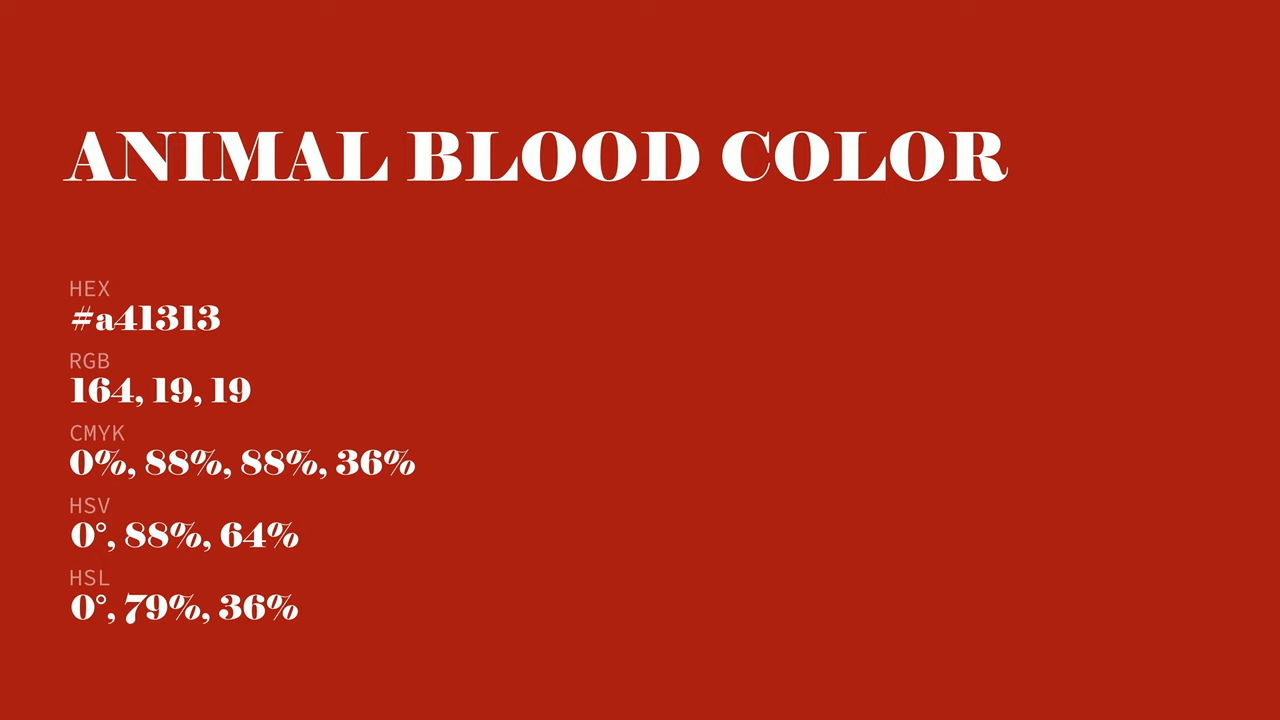 ANIMAL BLOOD COLOR
HEX
#a41313
RGB
164, 19, 19
CMYK
0%, 88%, 88%, 36%
HSV
0°, 88%, 64%
HSL
0°, 79%, 36%